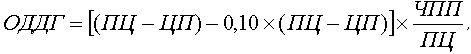 ОДДГ = [(ПЦ – ЦП) – 0,10 × (ПЦ – ЦП)] × ЧПП / ПЦ.